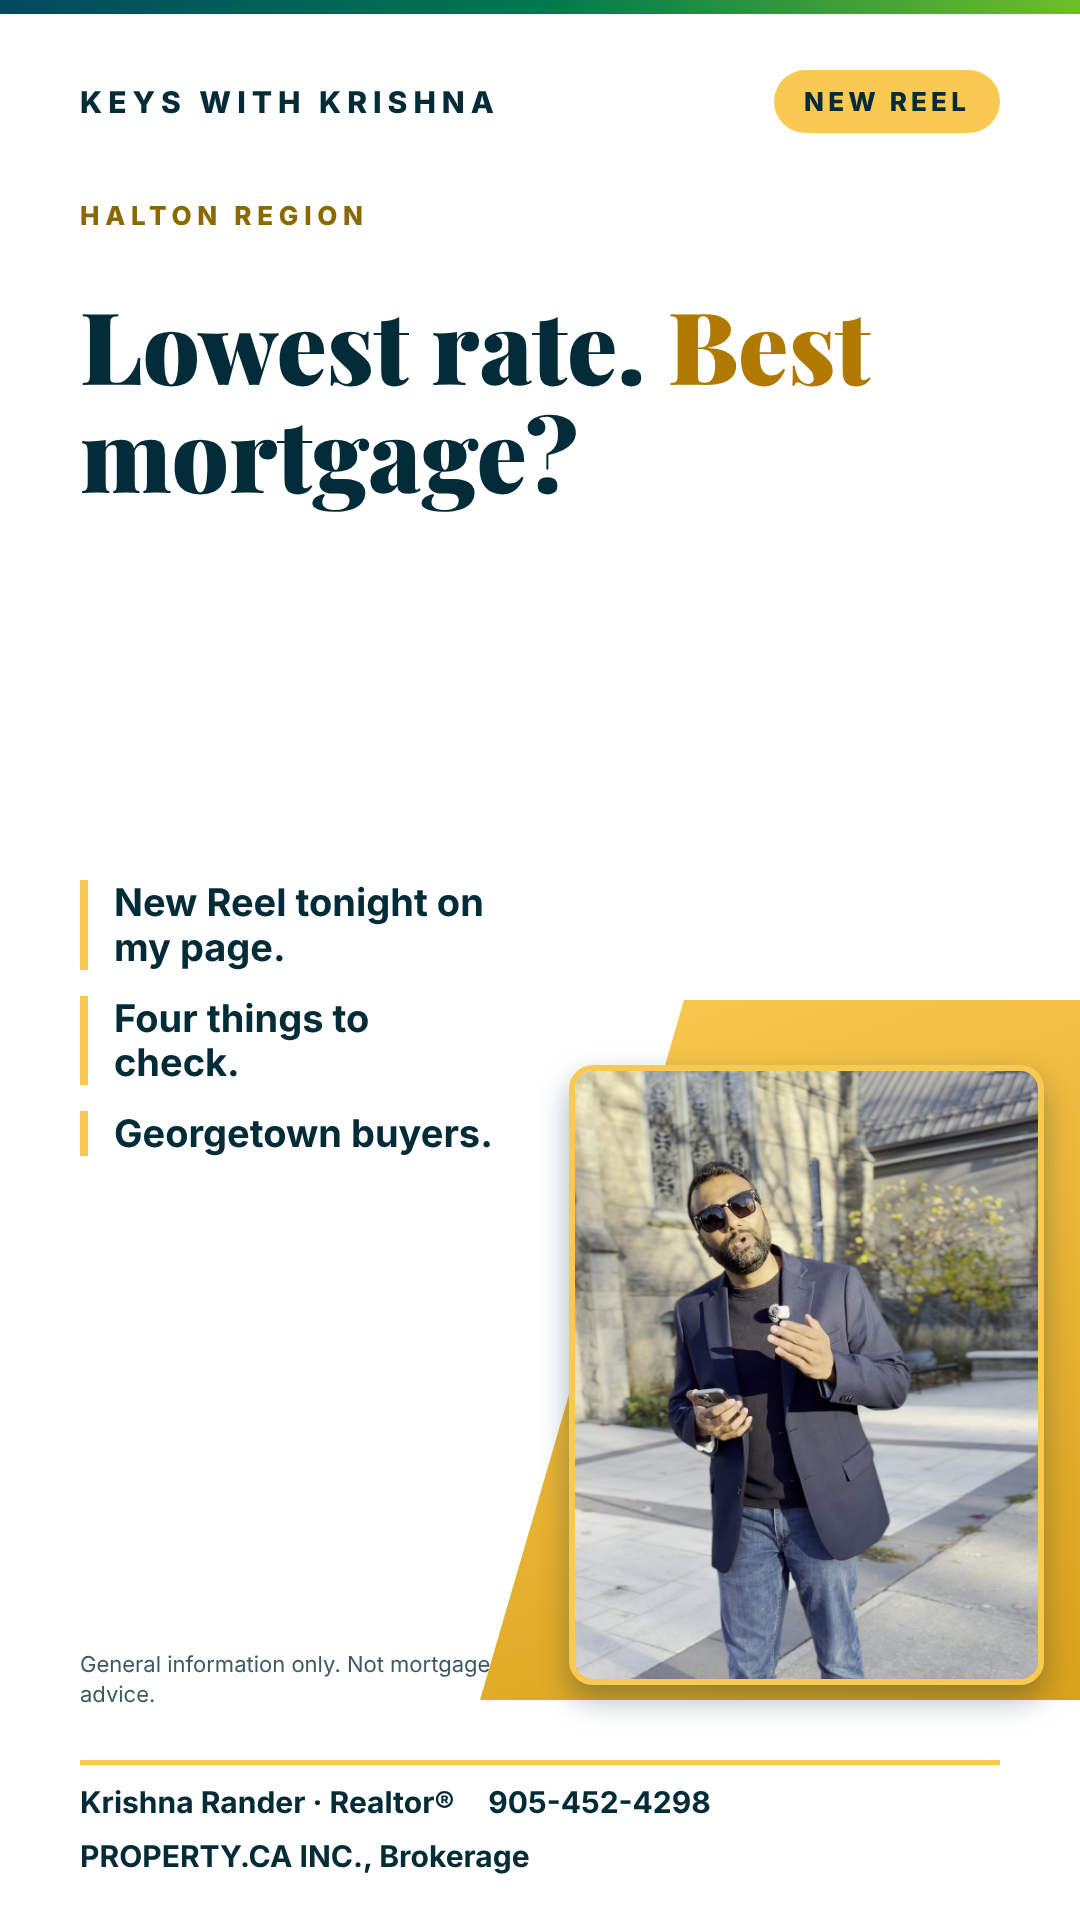 KEYS WITH KRISHNA
NEW REEL
HALTON REGION
Lowest rate. Best
mortgage?
New Reel tonight on
my page.
Four things to
check.
Georgetown buyers.
General information only. Not mortgage
advice.
Krishna Rander · Realtor® 905-452-4298
PROPERTY.CA INC., Brokerage